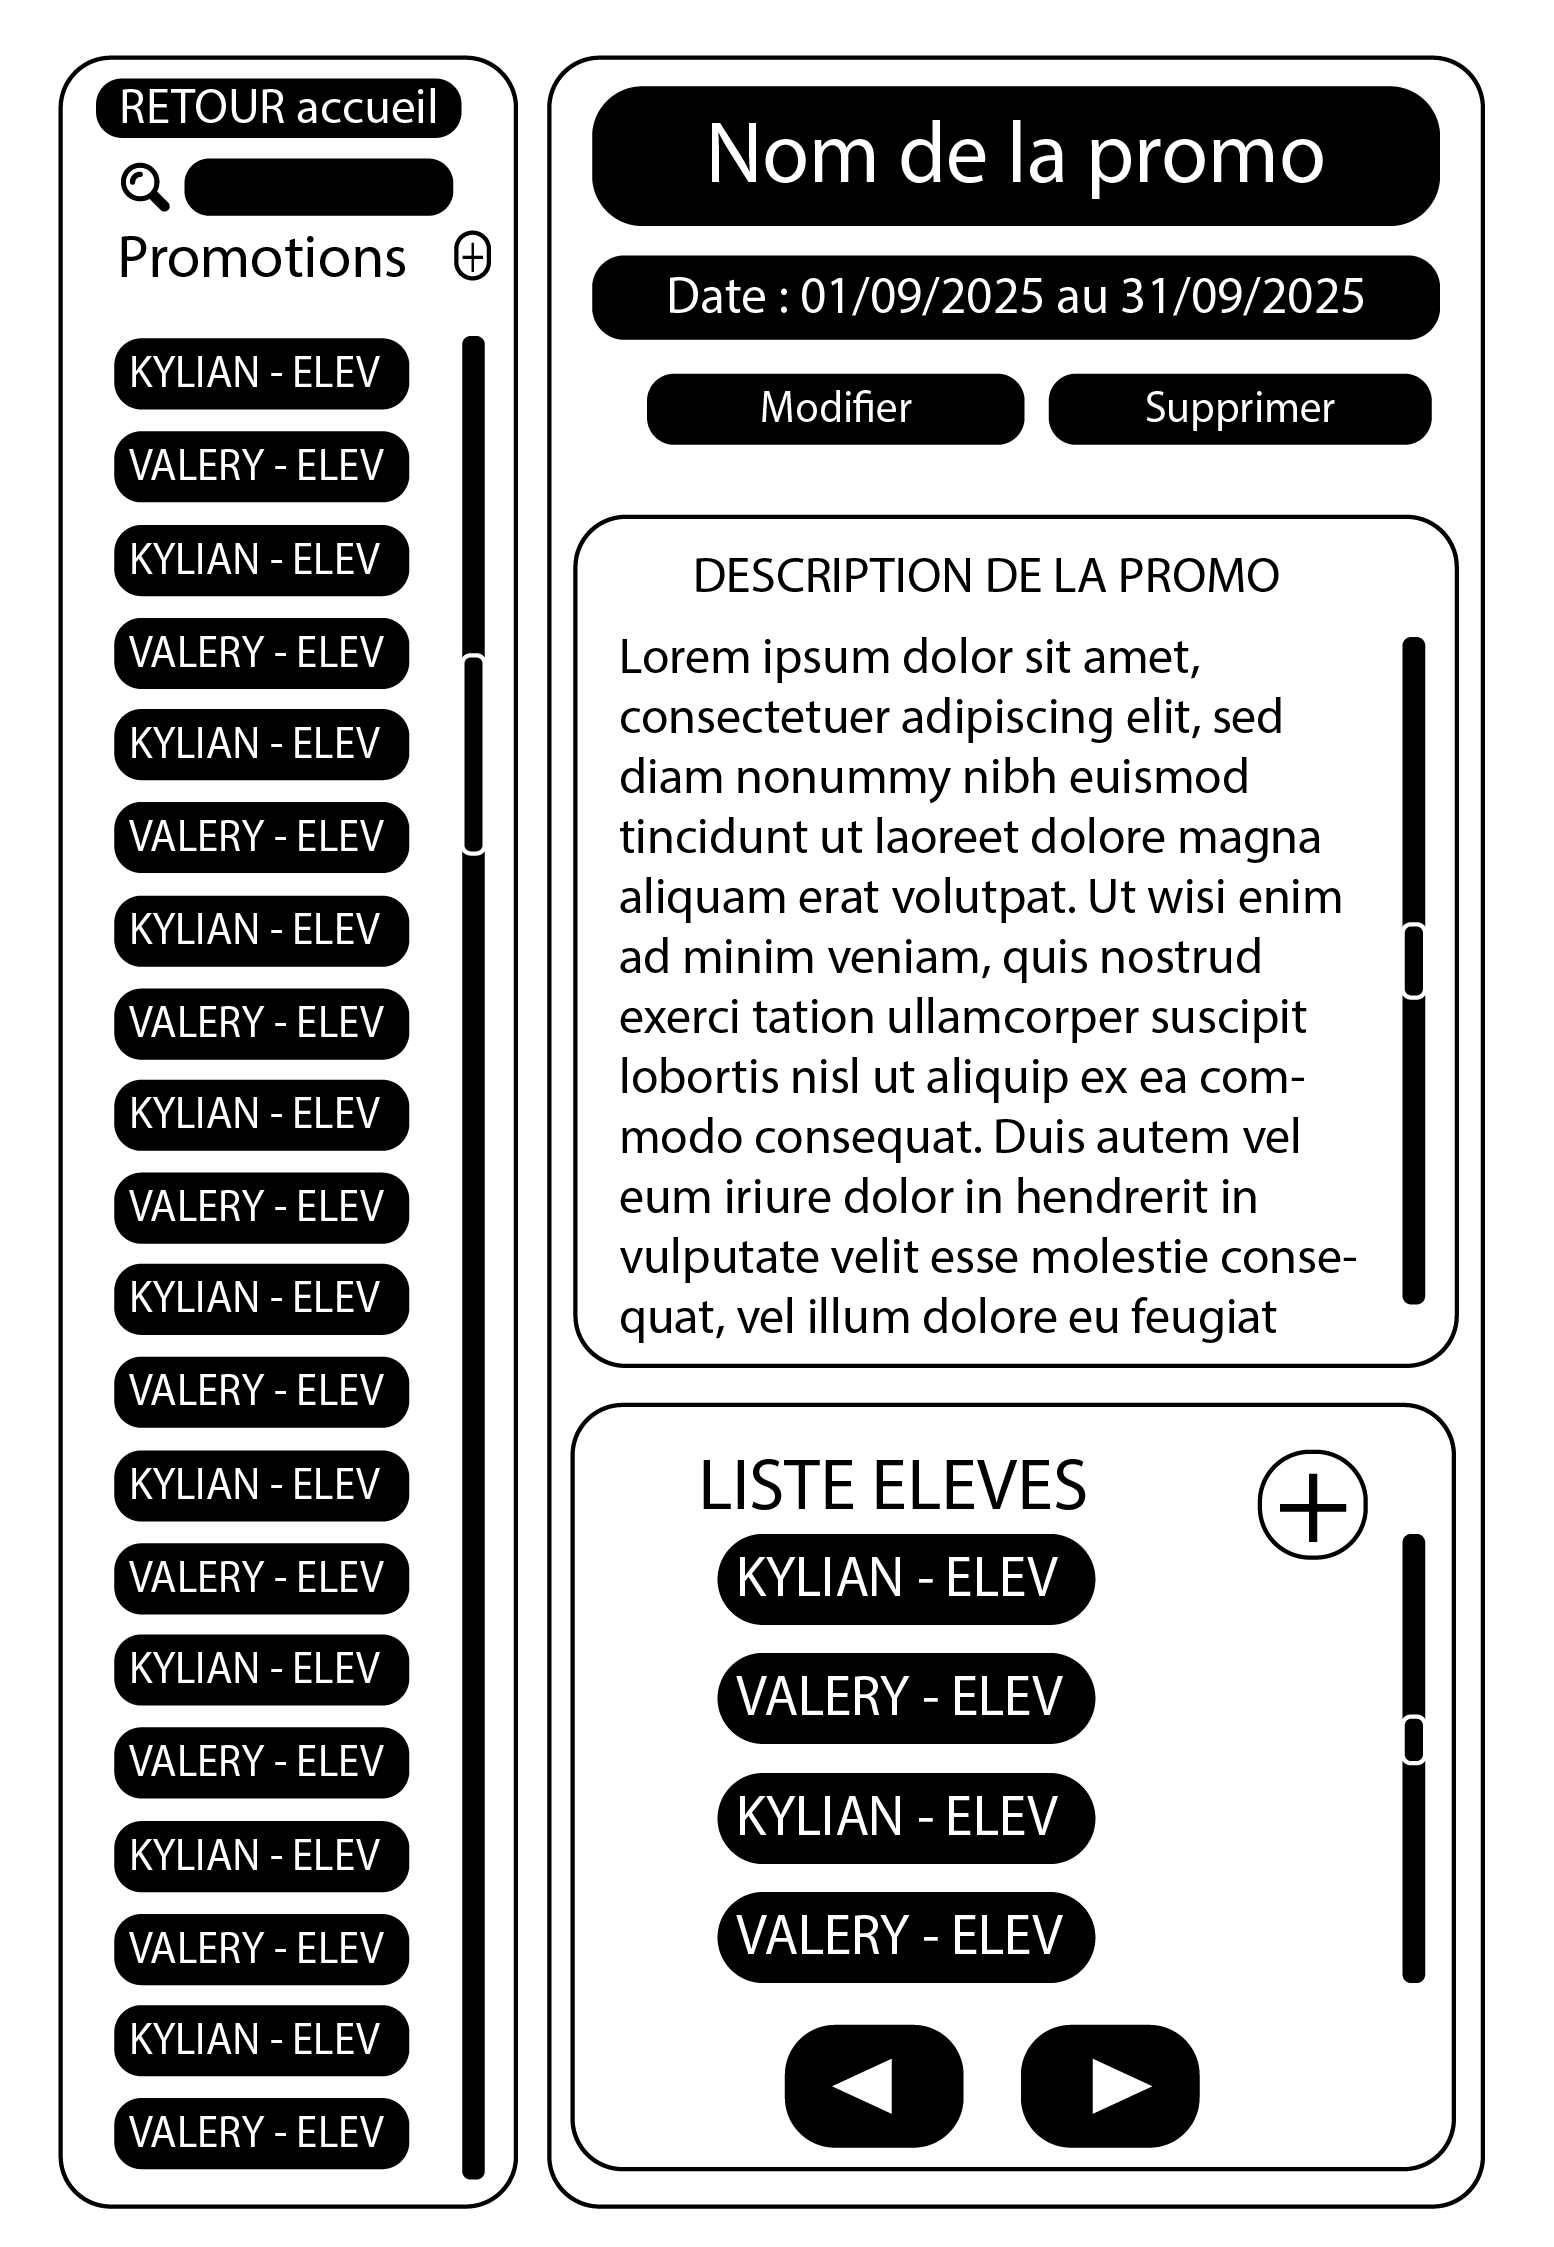 RETOUR accueil
Promotions
+
KYLIAN - ELEV
VALERY - ELEV
KYLIAN - ELEV
VALERY - ELEV
KYLIAN - ELEV
VALERY - ELEV
KYLIAN - ELEV
VALERY - ELEV
KYLIAN - ELEV
VALERY - ELEV
KYLIAN - ELEV
VALERY - ELEV
KYLIAN - ELEV
VALERY - ELEV
KYLIAN - ELEV
VALERY - ELEV
KYLIAN - ELEV
VALERY - ELEV
KYLIAN - ELEV
VALERY - ELEV
Nom de la promo
Date : 01/09/2025 au 31/09/2025
Modifier
Supprimer
DESCRIPTION DE LA PROMO
Lorem ipsum dolor sit amet,
consectetuer adipiscing elit, sed
diam nonummy nibh euismod
tincidunt ut laoreet dolore magna
aliquam erat volutpat. Ut wisi enim
ad minim veniam, quis nostrud
exerci tation ullamcorper suscipit
lobortis nisl ut aliquip ex ea com-
modo consequat. Duis autem vel
eum iriure dolor in hendrerit in
vulputate velit esse molestie conse-
quat, vel illum dolore eu feugiat
LISTE ELEVES
+
KYLIAN - ELEV
VALERY - ELEV
KYLIAN - ELEV
VALERY - ELEV